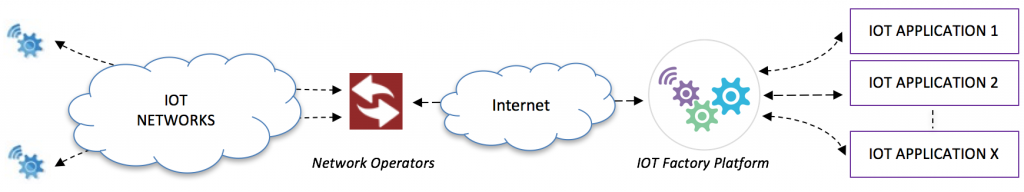 IOT
NETWORKS
Network Operators
Internet
IOT Factory Platform
IOT APPLICATION 1
IOT APPLICATION 2
IOT APPLICATION X